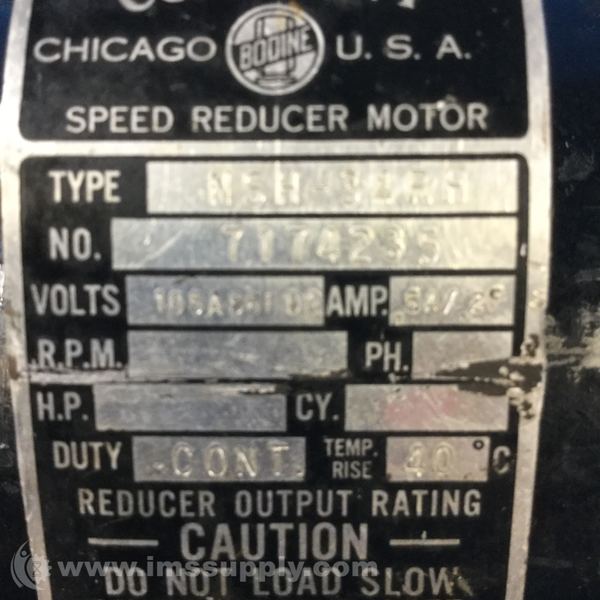 CHICAGO BODINE U.S.A.
SPEED REDUCER MOTOR
TYPE
NO. 7174235
VOLTS AMP.
R.P.M. PH.
H.P. CY.
DUTY CONT. TEMP. RISE 40°C
REDUCER OUTPUT RATING
— CAUTION —
DO NOT LOAD SLOW
www.imssupply.com